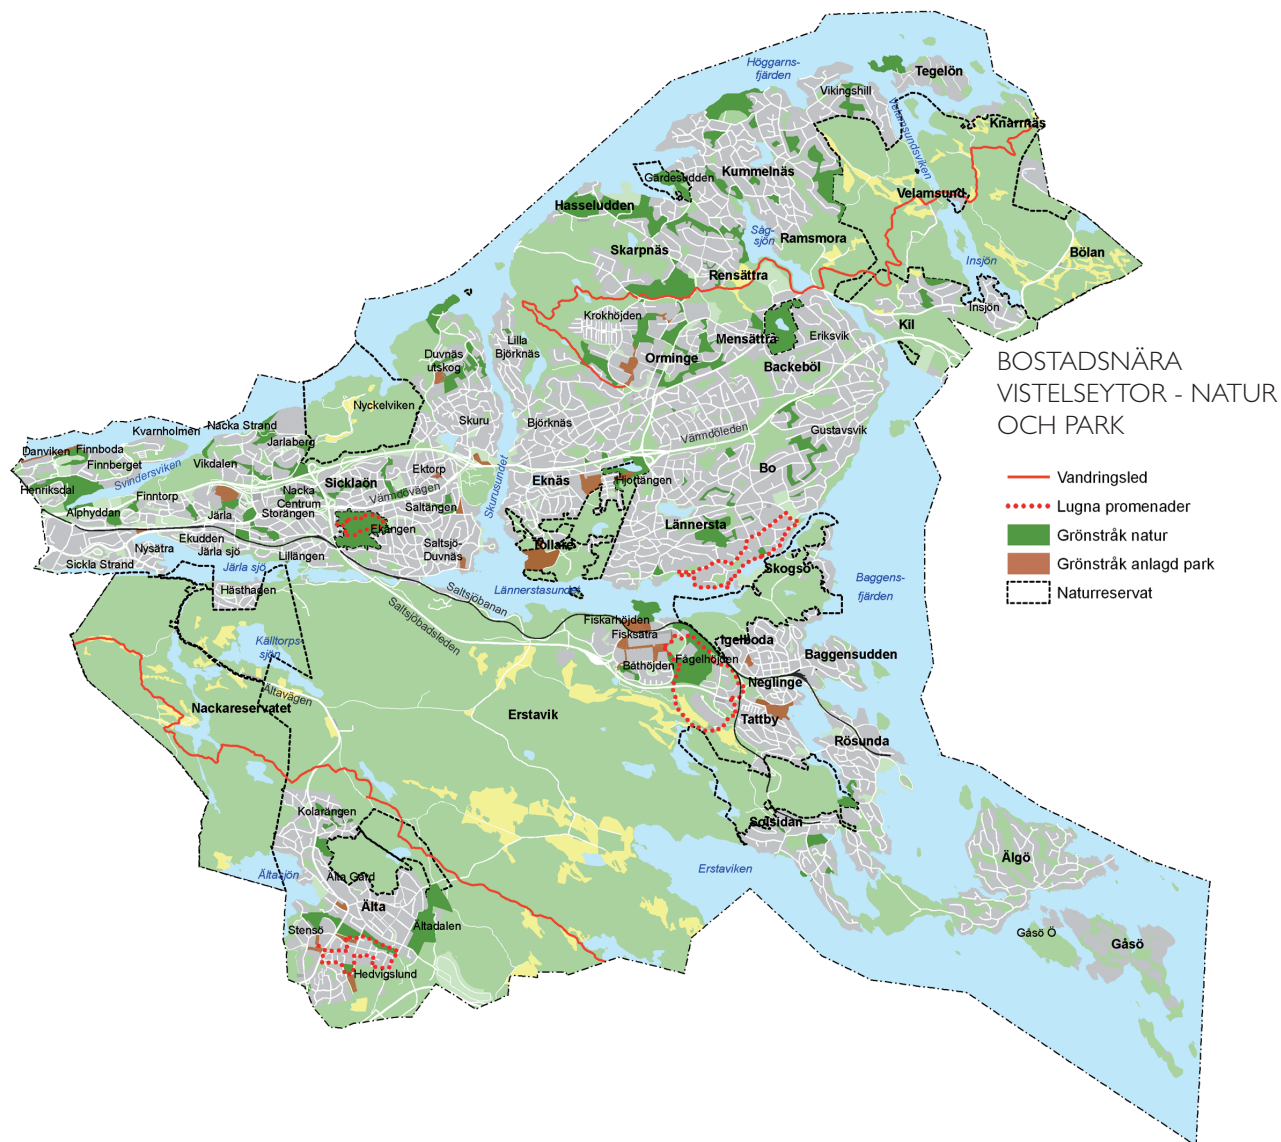 Höggarns-
fjärden
Tegelön
Vikingshill
Velamsundsviken
Knarrnäs
Kummelnäs
Gärdesudden
Velamsund
Hasseludden
Såg-
sjön
Ramsmora
Skarpnäs
Insjön
Bölan
Rensättra
Krokhöjden
Insjön
Kil
Lilla
Björknäs
Mensättra
Eriksvik
Duvnäs
utskog
Orminge
Backeböl
BOSTADSNÄRA
VISTELSEYTOR - NATUR
OCH PARK
Nyckelviken
Skuru
Björknäs
Värmdöleden
Gustavsvik
Kvarnholmen
Nacka Strand
Jarlaberg
Danviken
Finnboda
Finnberget
Svindersviken
Vikdalen
Ektorp
Bo
Henriksdal
Sicklaön
Värmdövägen
Skurusundet
Eknäs
Hjortängen
Vandringsled
Finntorp
Nacka
Centrum
Storängen
Saltängen
Lugna promenader
Alphyddan
Järla
Ekängen
Lännersta
Grönstråk natur
Ekudden
Nysätra
Järla sjö
Lillängen
Saltsjö-
Duvnäs
Tollare
Sickla Strand
Järla sjö
Skogsö
Grönstråk anlagd park
Baggens-
fjärden
Hästhagen
Saltsjöbanan
Lännerstasundet
Naturreservat
Saltsjöbadsleden
Fiskarhöjden
Fisksätra
Igelboda
Källtorps
sjön
Båthöjden
Fågelhöjden
Baggensudden
Neglinge
Ältavägen
Nackareservatet
Erstavik
Tattby
Rösunda
Kolarängen
Solsidan
Ältasjön
Älta Gård
Erstaviken
Älgö
Älta
Stensö
Ältadalen
Gåsö Ö
Gåsö
Hedvigslund